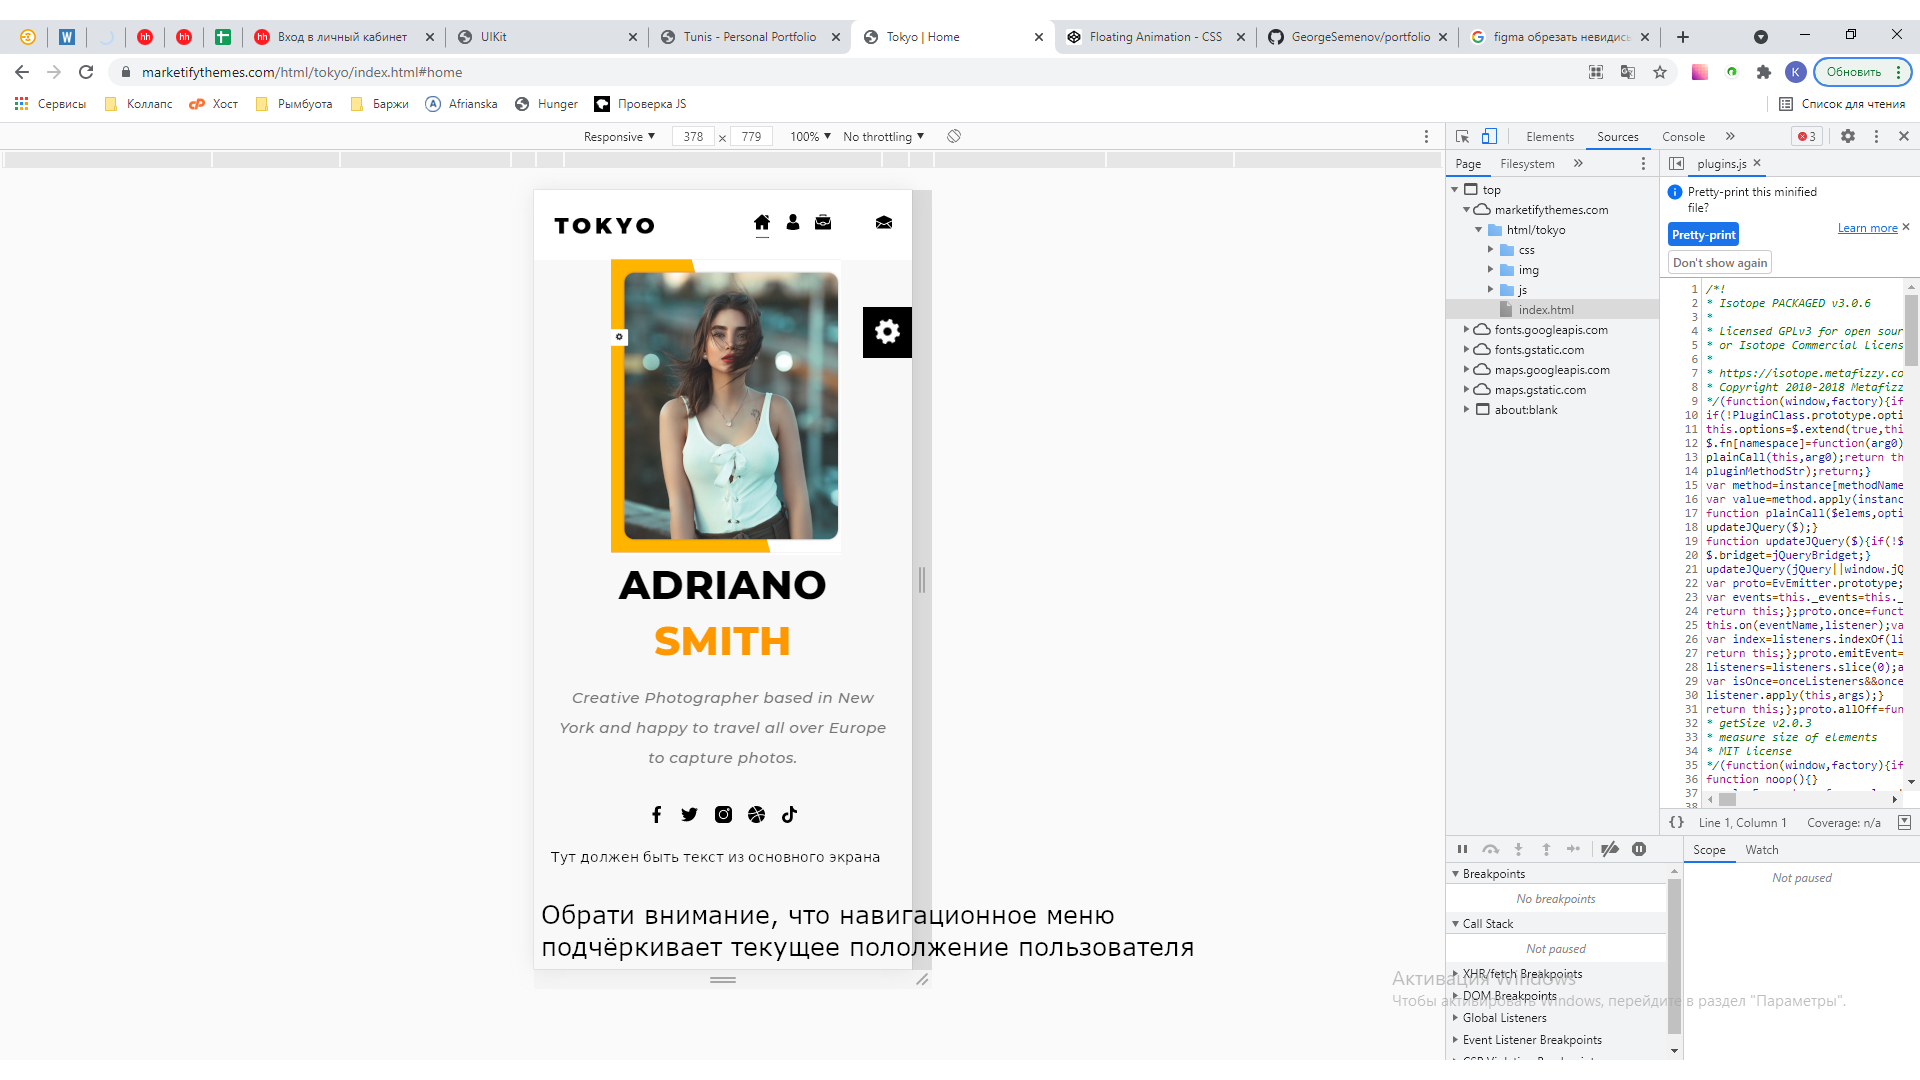 Вход в личный кабинет
UIKit
Tunis - Personal Portfolio
Tokyo | Home
Floating Animation - CSS
GeorgeSemenov/portfolio
figma обрезать невидись
marketifythemes.com/html/tokyo/index.html#home
Обновить
Сервисы
Коллапс
Хост
Рымбуота
Баржи
Afrianska
Hunger
Проверка JS
Список для чтения
Responsive
378 x 779
100%
No throttling
Elements
Sources
Console
3
Page
Filesystem
plugins.js
top
marketifythemes.com
html/tokyo
css
img
js
index.html
fonts.googleapis.com
fonts.gstatic.com
maps.googleapis.com
maps.gstatic.com
about:blank
Pretty-print this minified
file?
Pretty-print
Learn more
Don't show again
1 /*!
2 * Isotope PACKAGED v3.0.6
3 *
4 * Licensed GPLv3 for open sour
5 * or Isotope Commercial Licens
6 *
7 * https://isotope.metafizzy.co
8 * Copyright 2010-2018 Metafizz
9 */(function(window,factory){if
10 if(!PluginClass.prototype.opti
11 this.options=$.extend(true,thi
12 $.fn[namespace]=function(arg0)
13 plainCall(this,arg0);return th
14 pluginMethodStr);return;}
15 var method=instance[methodName
16 var value=method.apply(instanc
17 function plainCall($elems,opti
18 updateJQuery($);}
19 function updateJQuery($){if(!$
20 $.bridget=jQueryBridget;}
21 updateJQuery(jQuery||window.jQ
22 var proto=EvEmitter.prototype;
23 var events=this._events=this._
24 return this;};proto.once=funct
25 this.on(eventName,listener);va
26 var index=listeners.indexOf(li
27 return this;};proto.emitEvent=
28 listeners=listeners.slice(0);a
29 var isOnce=onceListeners&&once
30 listener.apply(this,args);}
31 return this;};proto.allOff=fun
32 * getSize v2.0.3
33 * measure size of elements
34 * MIT license
35 */(function(window,factory){if
36 function noop(){}
37
38
Line 1, Column 1
Coverage: n/a
Scope
Watch
Not paused
Breakpoints
No breakpoints
Call Stack
Not paused
XHR/fetch Breakpoints
DOM Breakpoints
Global Listeners
Event Listener Breakpoints
TOKYO
ADRIANO
SMITH
Creative Photographer based in New
York and happy to travel all over Europe
to capture photos.
Тут должен быть текст из основного экрана
Обрати внимание, что навигационное меню
подчёркивает текущее пололжение пользователя
Активация Windows
Чтобы активировать Windows, перейдите в раздел "Параметры".